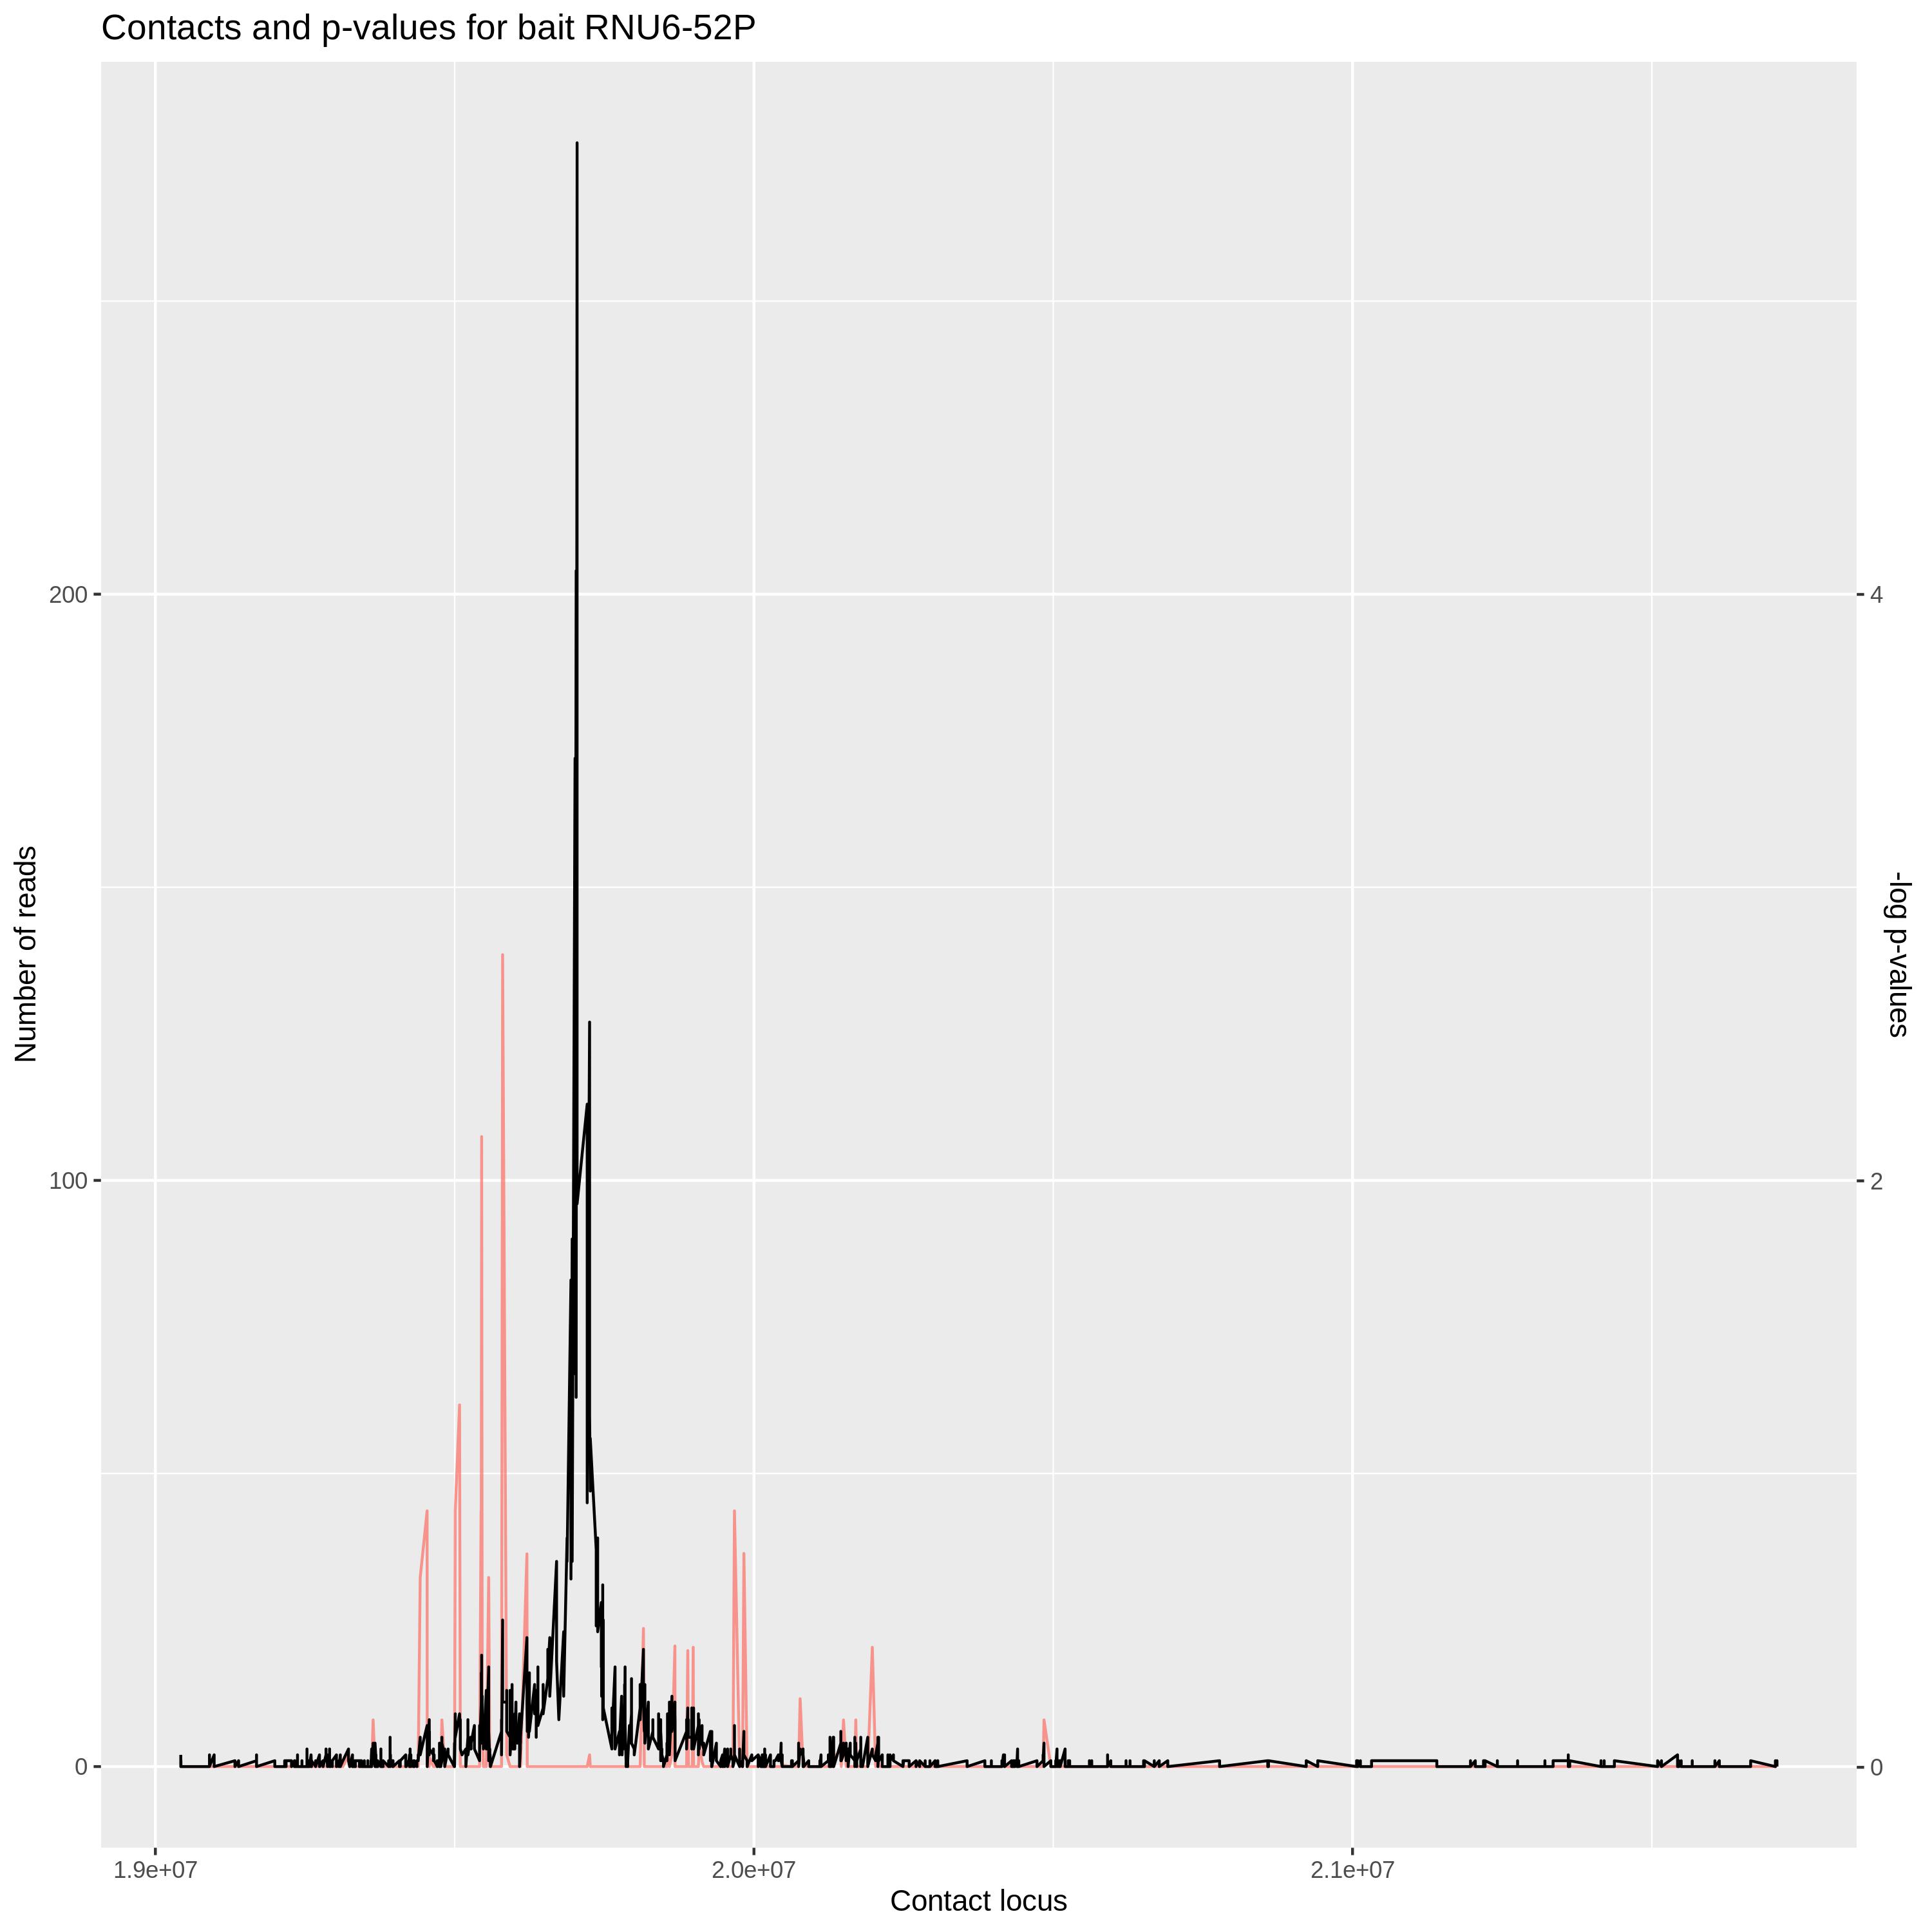 Contacts and p-values for bait RNU6-52P
Number of reads
200
100
0
4
2
0
-log p-values
1.9e+07
2.0e+07
2.1e+07
Contact locus